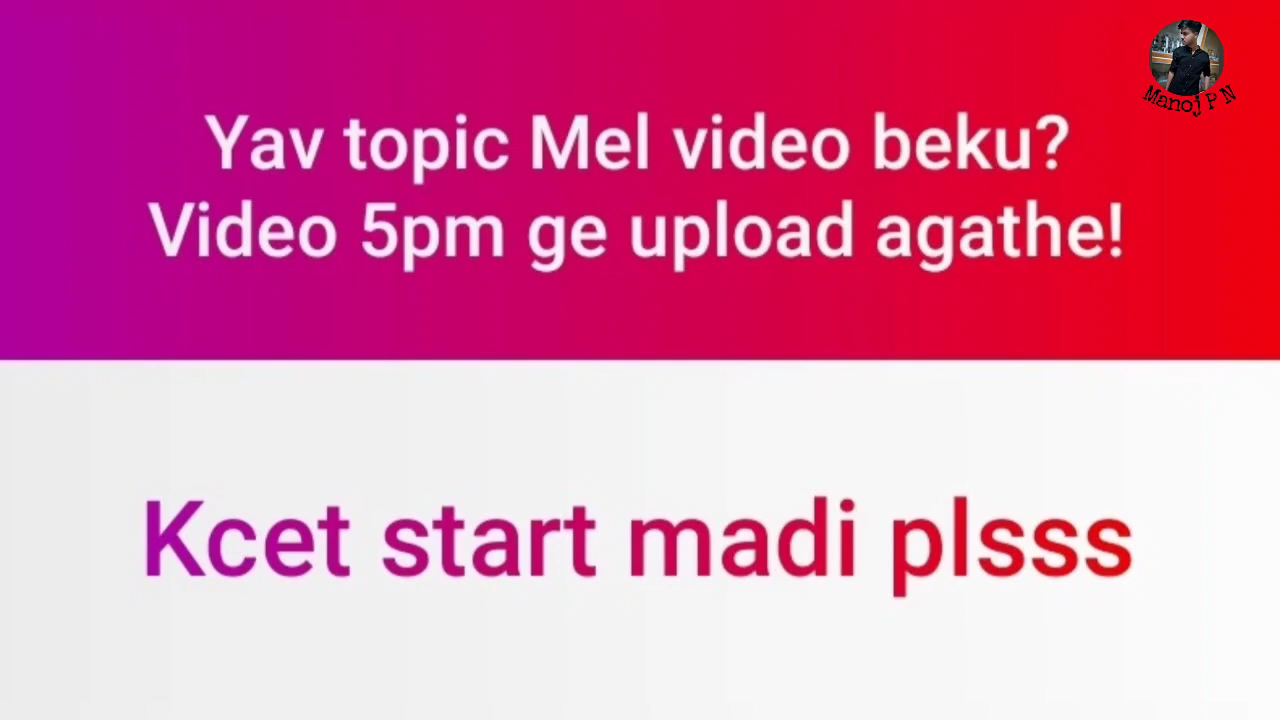 Manoj P N
Yav topic Mel video beku?
Video 5pm ge upload agathe!
Kcet start madi plsss